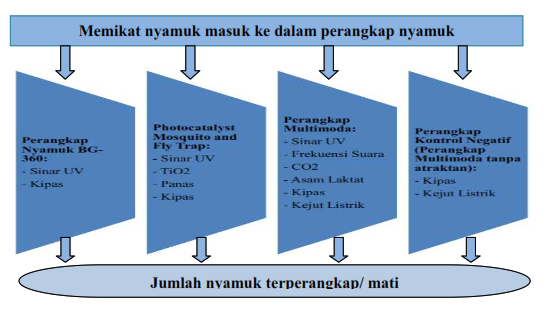 Memikat nyamuk masuk ke dalam perangkap nyamuk
Perangkap
Nyamuk BG-
360:
- Sinar UV
- Kipas
Photocatalyst
Mosquito and
Fly Trap:
- Sinar UV
- TiO2
- Panas
- Kipas
Perangkap
Multimoda:
- Sinar UV
- Frekuensi Suara
- CO2
- Asam Laktat
- Kipas
- Kejut Listrik
Perangkap
Kontrol Negatif
(Perangkap
Multimoda tanpa
atraktan):
- Kipas
- Kejut Listrik
Jumlah nyamuk terperangkap/ mati